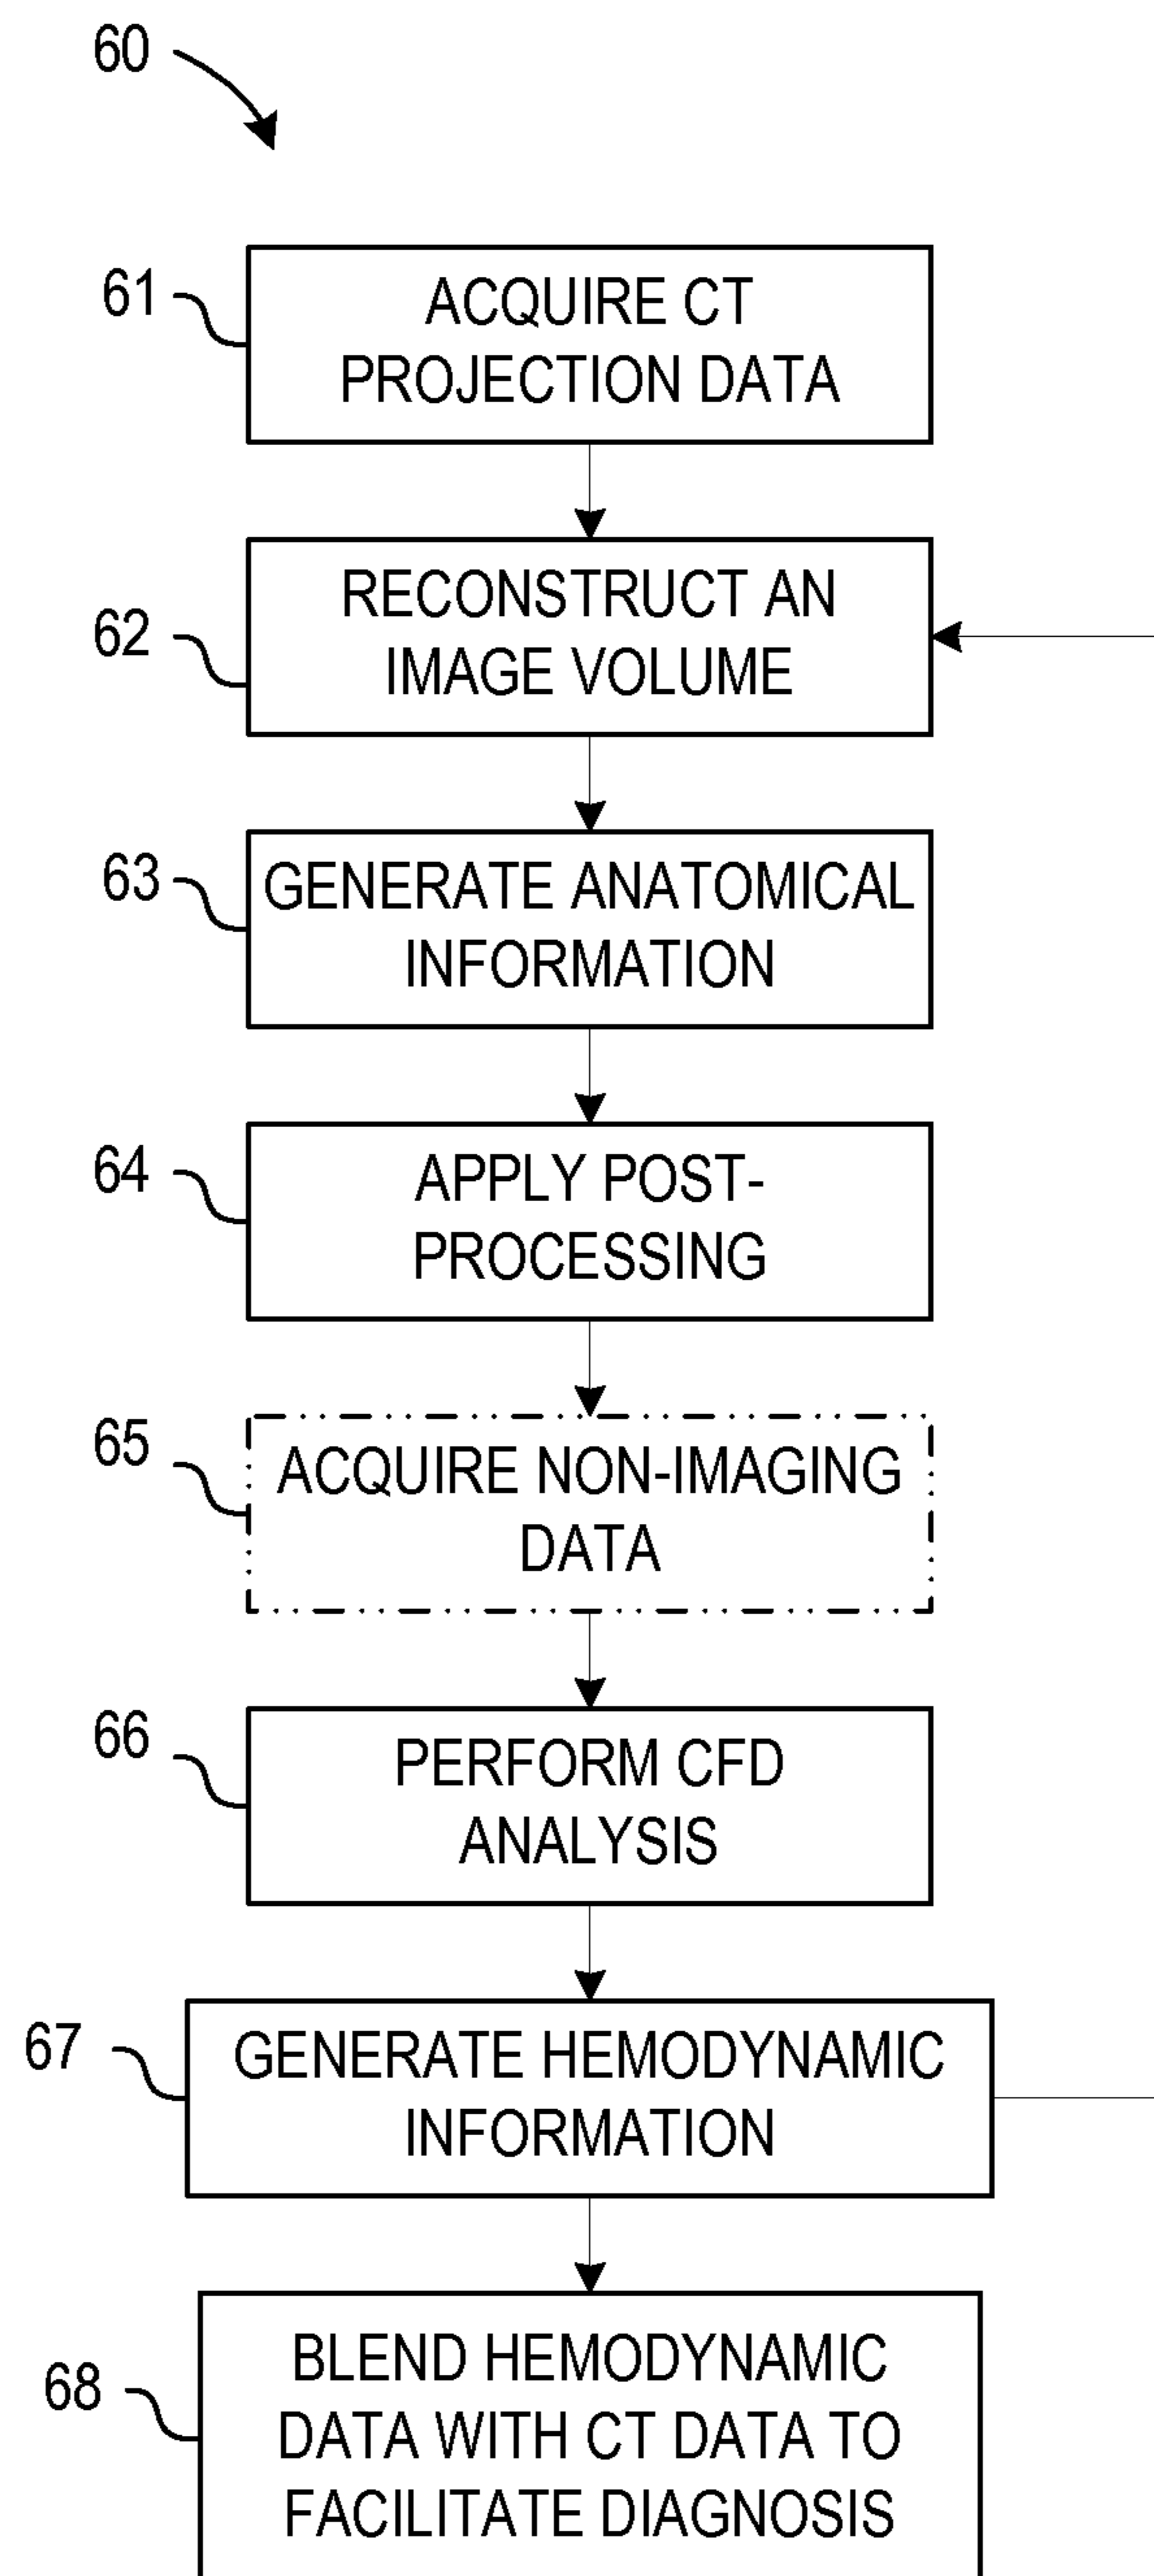 60
61
ACQUIRE CT
PROJECTION DATA
62
RECONSTRUCT AN
IMAGE VOLUME
63
GENERATE ANATOMICAL
INFORMATION
64
APPLY POST-
PROCESSING
65
ACQUIRE NON-IMAGING
DATA
66
PERFORM CFD
ANALYSIS
67
GENERATE HEMODYNAMIC
INFORMATION
68
BLEND HEMODYNAMIC
DATA WITH CT DATA TO
FACILITATE DIAGNOSIS